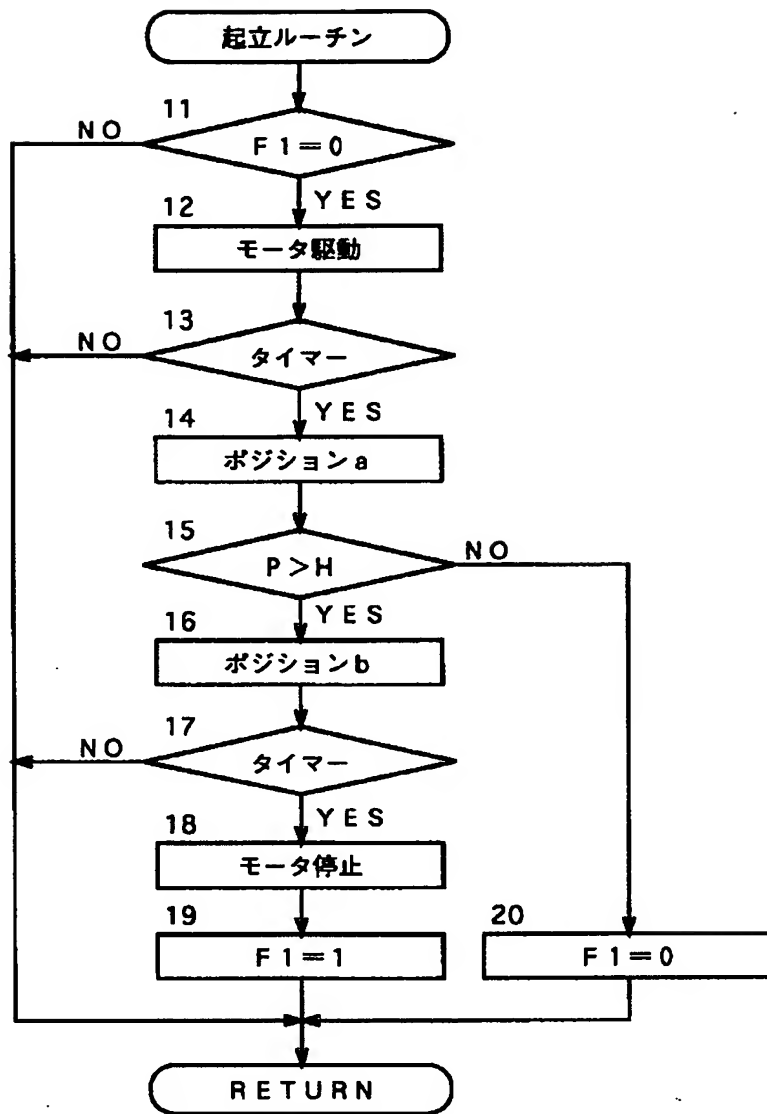 起立ルーチン
11
NO
F1=0
YES
12
モータ駆動
13
NO
タイマー
YES
14
ポジションa
15
P>H
NO
YES
16
ポジションb
17
NO
タイマー
YES
18
モータ停止
19
F1=1
20
F1=0
RETURN